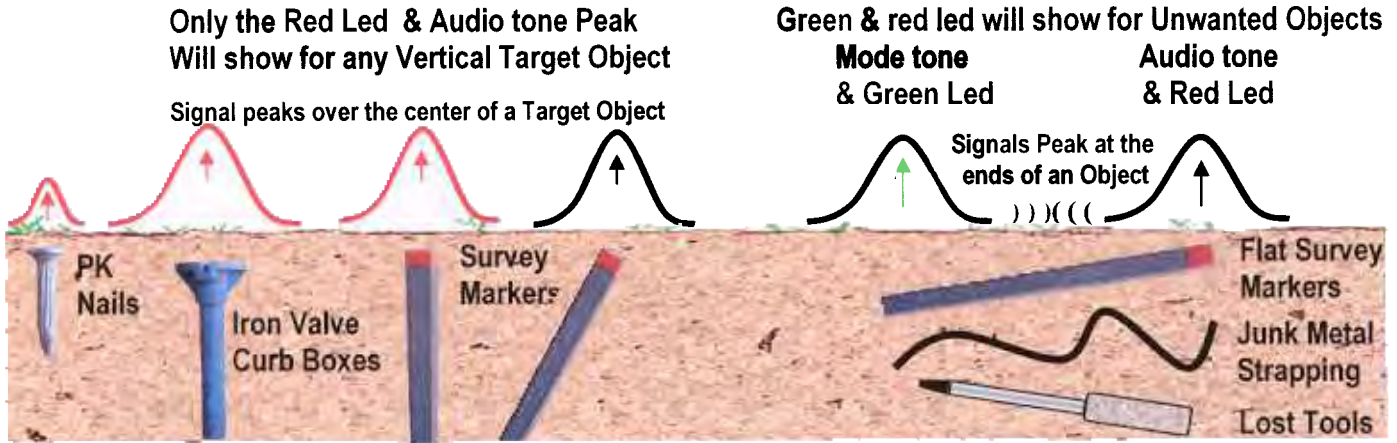 Only the Red Led & Audio tone Peak
Will show for any Vertical Target Object
Signal peaks over the center of a Target Object
Green & red led will show for Unwanted Objects
Mode tone
& Green Led
Audio tone
& Red Led
Signals Peak at the
ends of an Object
PK
Nails
Iron Valve
Curb Boxes
Survey
Markers
Flat Survey
Markers
Junk Metal
Strapping
Lost Tools